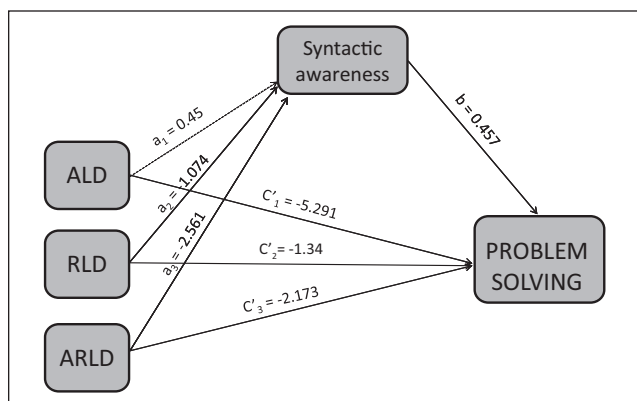 Syntactic
awareness
a₁ = 0.45
b = 0.457
ALD
a₂ = -1.074
C'₁ = -5.291
a₃ = -2.561
RLD
C'₂= -1.34
PROBLEM
SOLVING
C'₃ = -2.173
ARLD